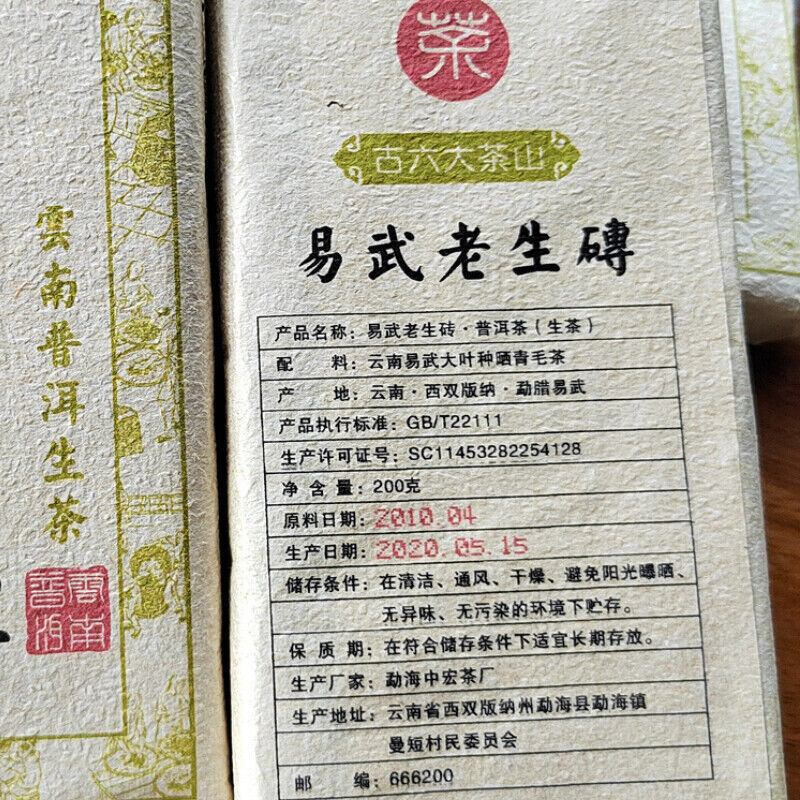 雲南普洱生茶
雲南普洱
茶
古六大茶山
易武老生磚
产品名称：易武老生砖·普洱茶（生茶）
配 料：云南易武大叶种晒青毛茶
产 地：云南·西双版纳·勐腊易武
产品执行标准：GB/T22111
生产许可证号：SC11453282254128
净 含 量：200克
原料日期：2010.04
生产日期：2020.05.15
储存条件：在清洁、通风、干燥、避免阳光曝晒、
无异味、无污染的环境下贮存。
保 质 期：在符合储存条件下适宜长期存放。
生产厂家：勐海中宏茶厂
生产地址：云南省西双版纳州勐海县勐海镇
曼短村民委员会
邮 编：666200